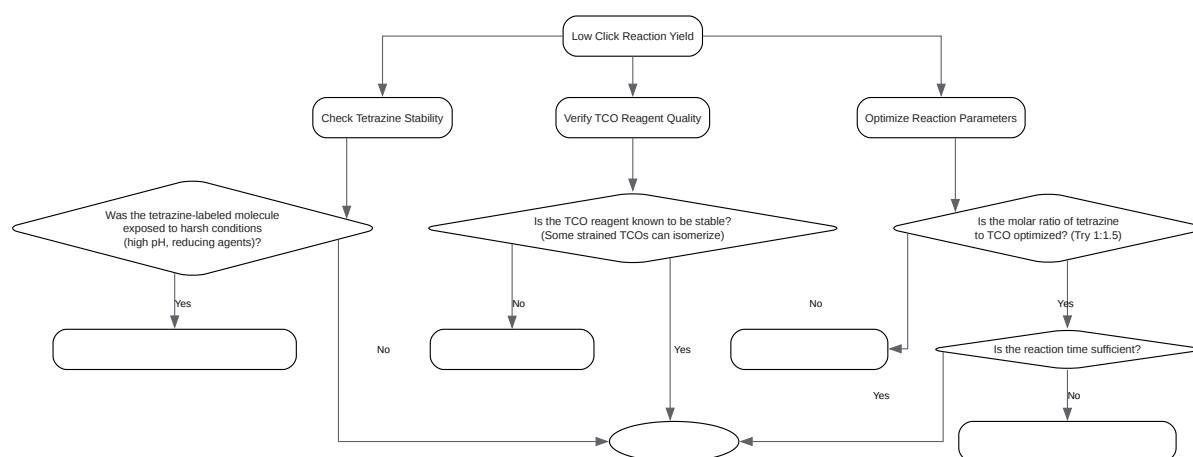 Low Click Reaction Yield
Check Tetrazine Stability
Verify TCO Reagent Quality
Optimize Reaction Parameters
Was the tetrazine-labeled molecule
exposed to harsh conditions
(high pH, reducing agents)?
Is the TCO reagent known to be stable?
(Some strained TCOs can isomerize)
Is the molar ratio of tetrazine
to TCO optimized? (Try 1:1.5)
Yes
No
No
Yes
No
Yes
Is the reaction time sufficient?
Yes
No